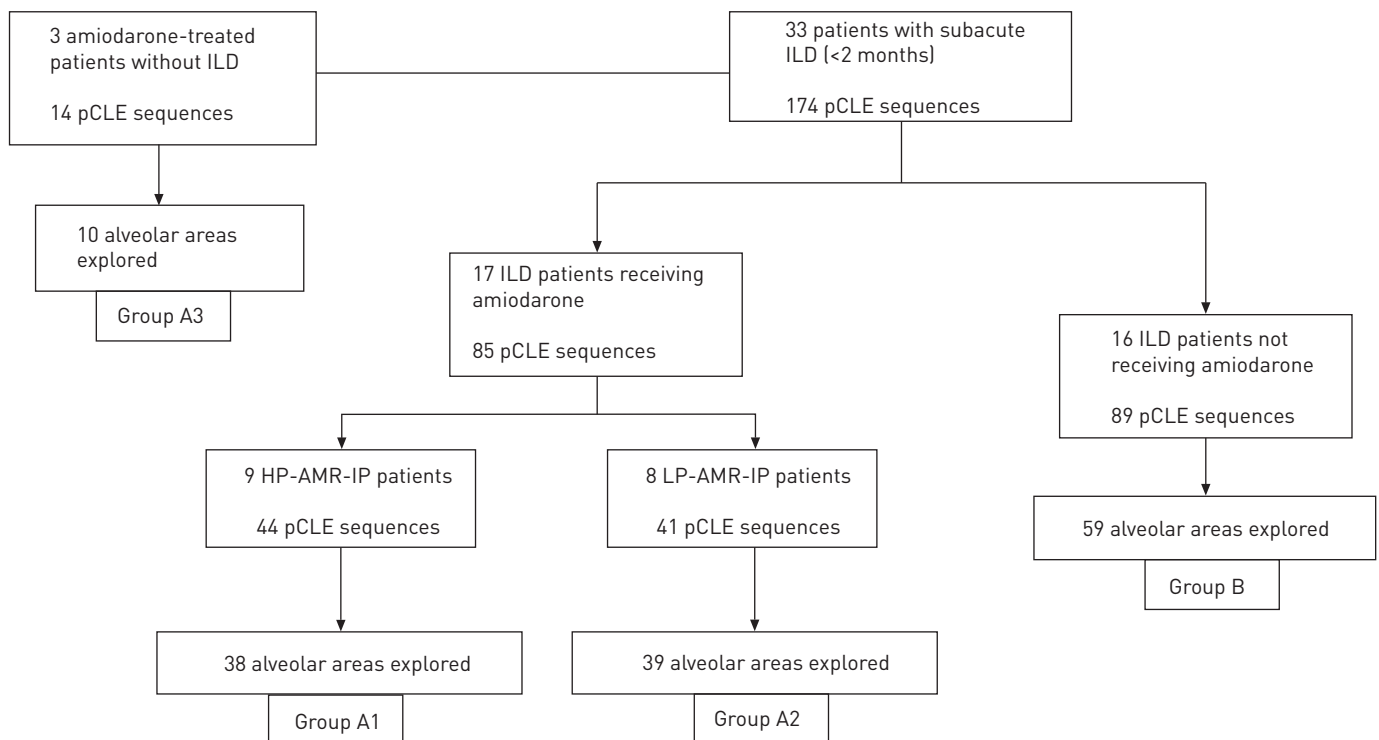 3 amiodarone-treated
patients without ILD
14 pCLE sequences
33 patients with subacute
ILD (<2 months)
174 pCLE sequences
10 alveolar areas
explored
Group A3
17 ILD patients receiving
amiodarone
85 pCLE sequences
16 ILD patients not
receiving amiodarone
89 pCLE sequences
9 HP-AMR-IP patients
44 pCLE sequences
8 LP-AMR-IP patients
41 pCLE sequences
59 alveolar areas explored
Group B
38 alveolar areas explored
Group A1
39 alveolar areas explored
Group A2